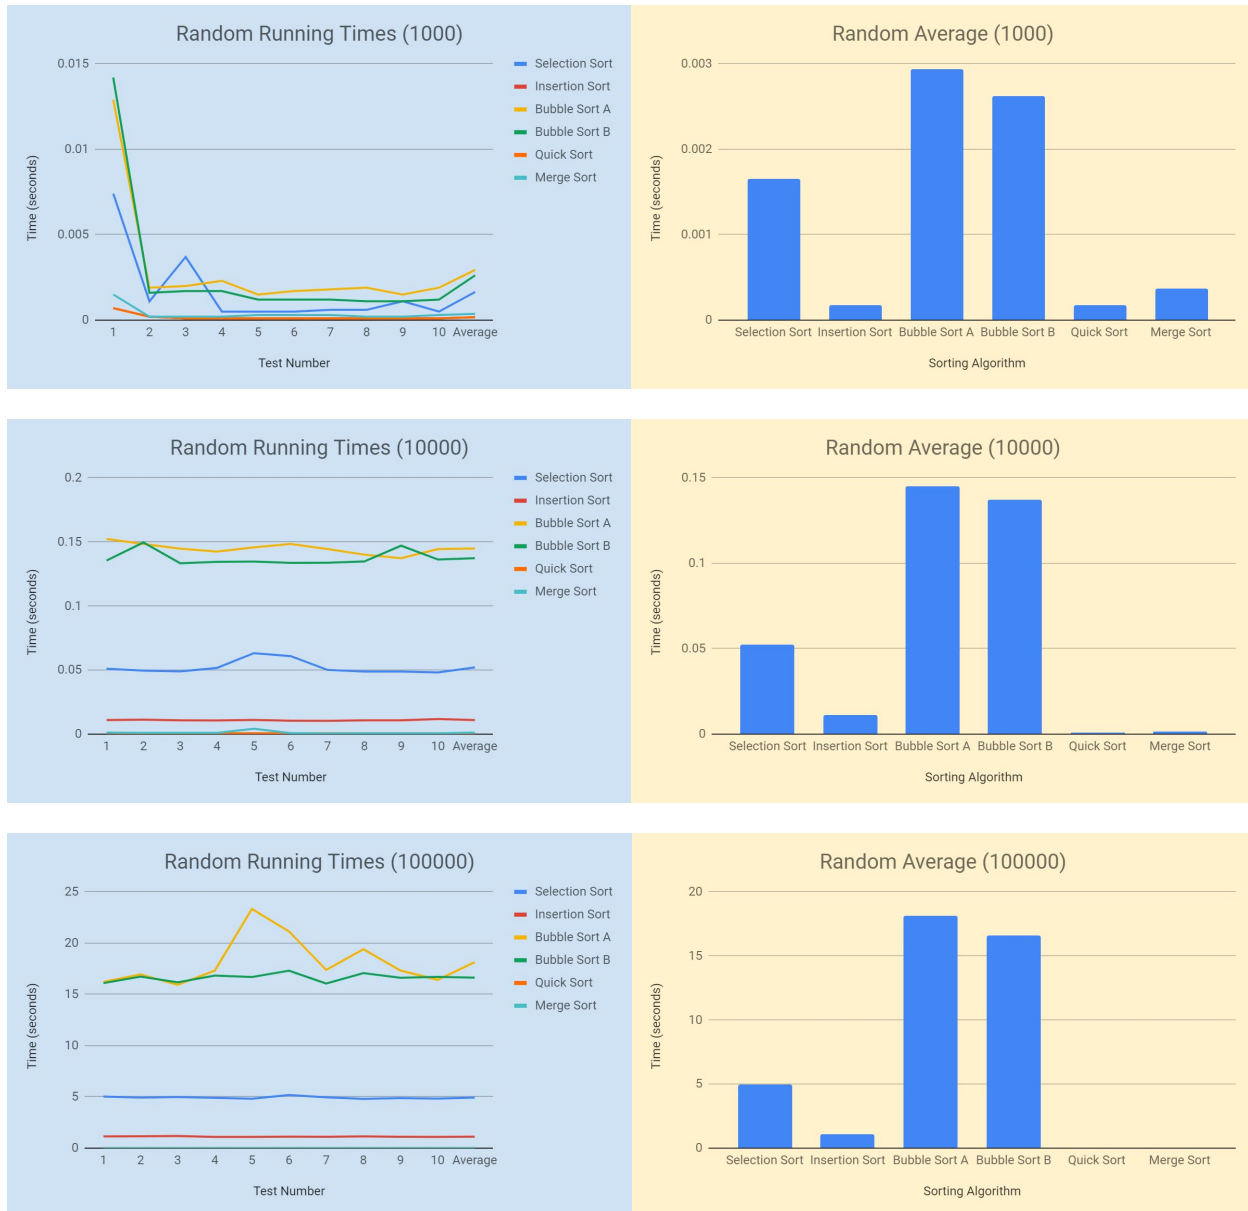 Random Running Times (1000)
0.015
0.01
0.005
0
Time (seconds)
1 2 3 4 5 6 7 8 9 10 Average
Test Number
Selection Sort
Insertion Sort
Bubble Sort A
Bubble Sort B
Quick Sort
Merge Sort
Random Average (1000)
0.003
0.002
0.001
0
Time (seconds)
Selection Sort Insertion Sort Bubble Sort A Bubble Sort B Quick Sort Merge Sort
Sorting Algorithm
Random Running Times (10000)
0.2
0.15
0.1
0.05
0
Time (seconds)
1 2 3 4 5 6 7 8 9 10 Average
Test Number
Selection Sort
Insertion Sort
Bubble Sort A
Bubble Sort B
Quick Sort
Merge Sort
Random Average (10000)
0.15
0.1
0.05
0
Time (seconds)
Selection Sort Insertion Sort Bubble Sort A Bubble Sort B Quick Sort Merge Sort
Sorting Algorithm
Random Running Times (100000)
25
20
15
10
5
0
Time (seconds)
1 2 3 4 5 6 7 8 9 10 Average
Test Number
Selection Sort
Insertion Sort
Bubble Sort A
Bubble Sort B
Quick Sort
Merge Sort
Random Average (100000)
20
15
10
5
0
Time (seconds)
Selection Sort Insertion Sort Bubble Sort A Bubble Sort B Quick Sort Merge Sort
Sorting Algorithm